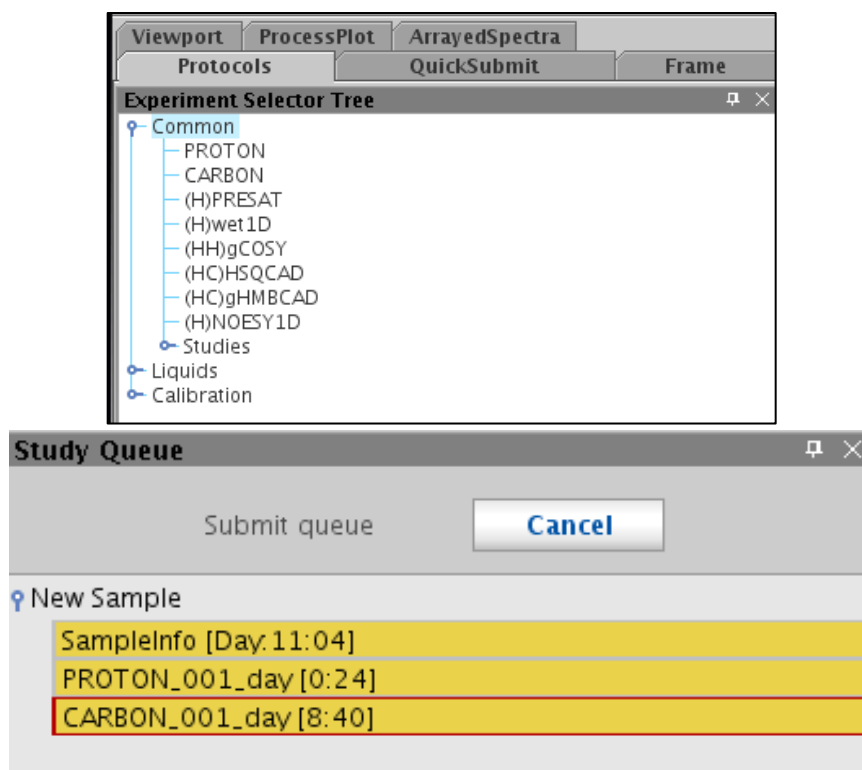 Viewport ProcessPlot ArrayedSpectra
Protocols QuickSubmit Frame
Experiment Selector Tree
Common
PROTON
CARBON
(H)PRESAT
(H)wet1D
(HH)gCOSY
(HC)HSQCAD
(HC)gHMBCAD
(H)NOESY1D
Studies
Liquids
Calibration
Study Queue
Submit queue Cancel
New Sample
SampleInfo [Day:11:04]
PROTON_001_day [0:24]
CARBON_001_day [8:40]